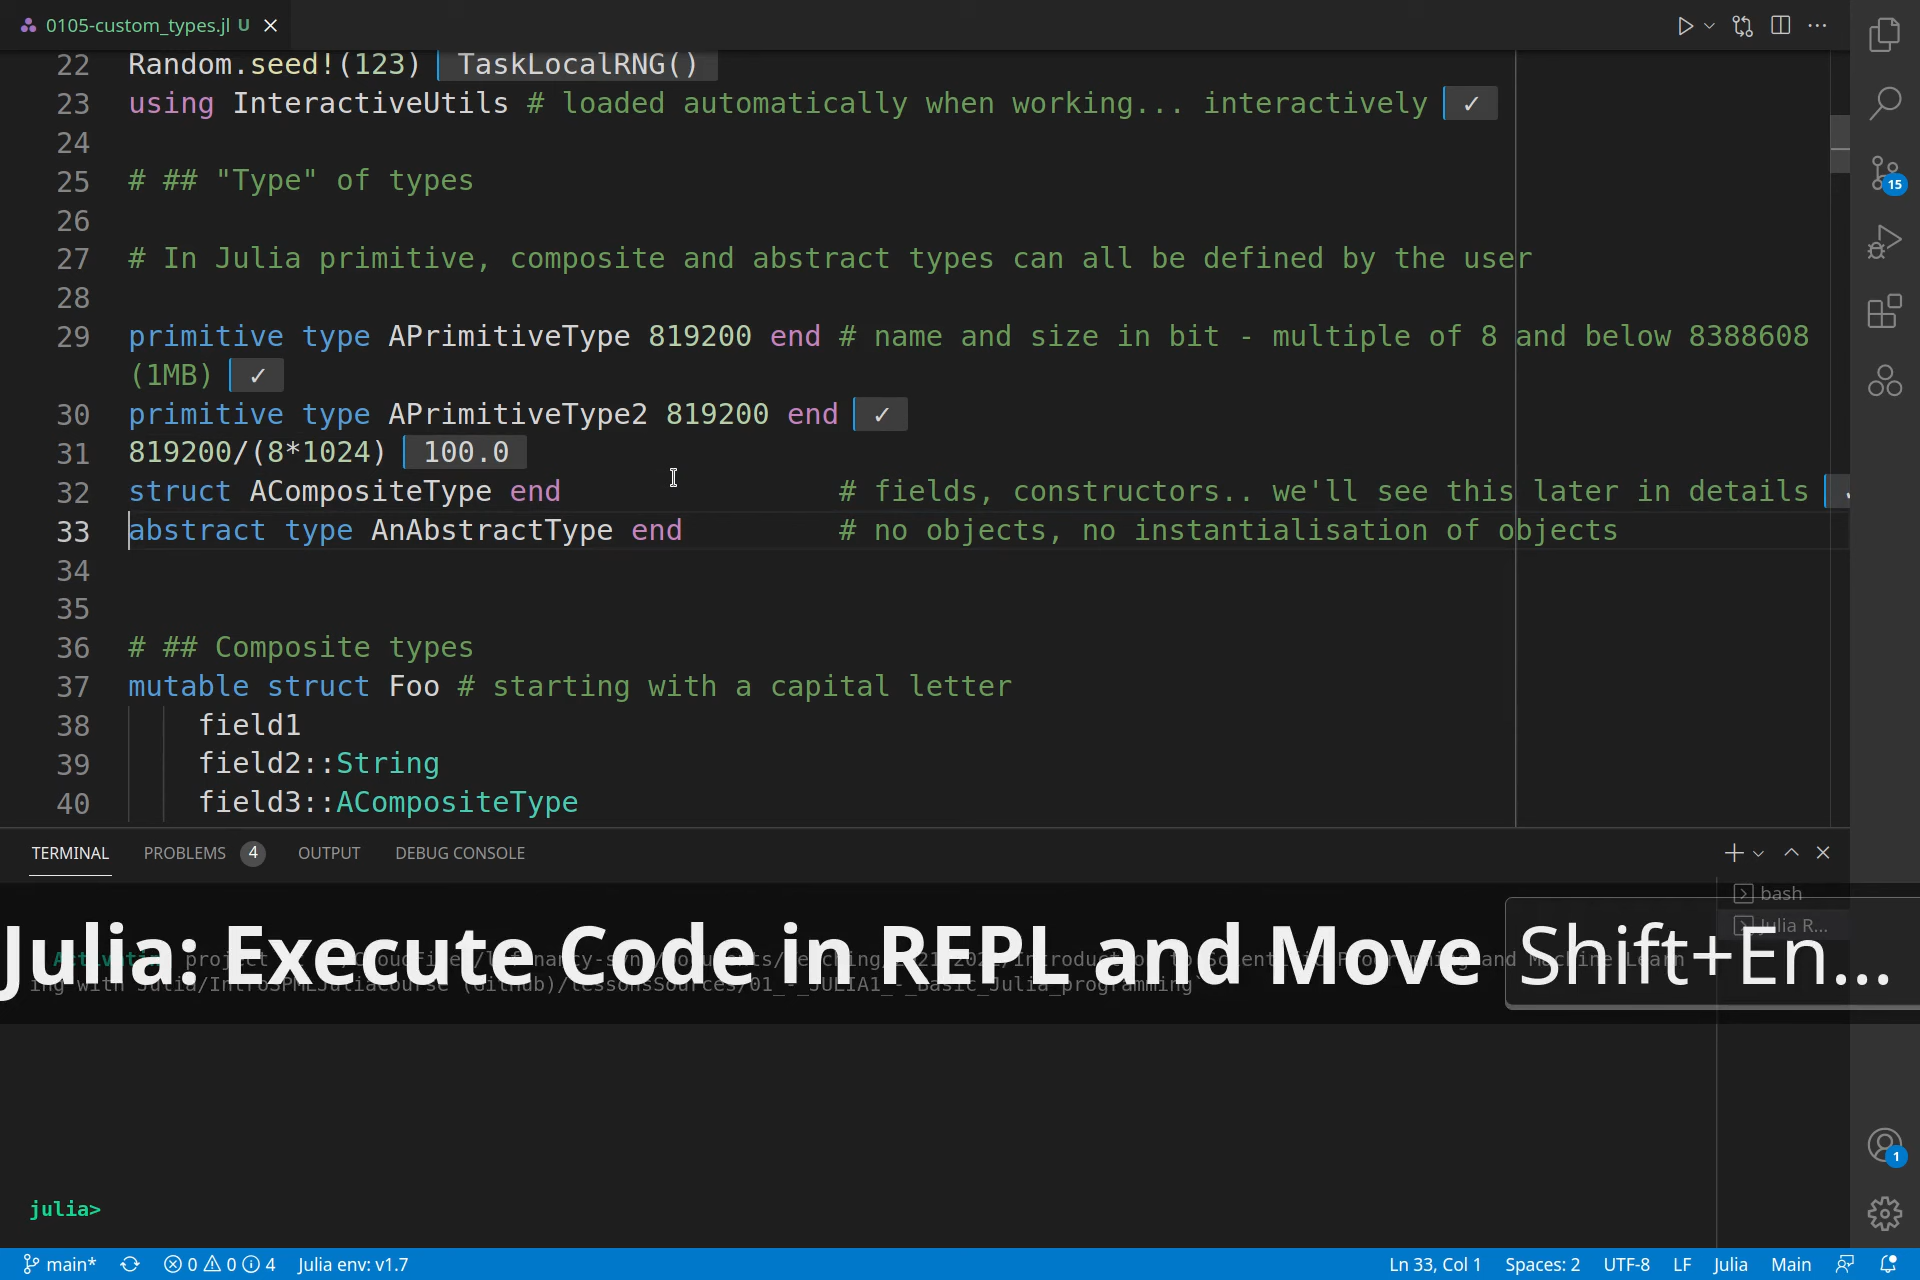 0105-custom_types.jl U
22 Random.seed!(123) TaskLocalRNG()
23 using InteractiveUtils # loaded automatically when working... interactively ✓
24
25 # ## "Type" of types
26
27 # In Julia primitive, composite and abstract types can all be defined by the user
28
29 primitive type APrimitiveType 819200 end # name and size in bit - multiple of 8 and below 8388608
(1MB) ✓
30 primitive type APrimitiveType2 819200 end ✓
31 819200/(8*1024) 100.0
32 struct ACompositeType end # fields, constructors.. we'll see this later in details
33 abstract type AnAbstractType end # no objects, no instantialisation of objects
34
35
36 # ## Composite types
37 mutable struct Foo # starting with a capital letter
38 field1
39 field2::String
40 field3::ACompositeType
15
TERMINAL PROBLEMS 4 OUTPUT DEBUG CONSOLE
bash
Julia R...
Julia: Execute Code in REPL and Move Shift+En...
julia>
1
main* 0 0 4 Julia env: v1.7 Ln 33, Col 1 Spaces: 2 UTF-8 LF Julia Main